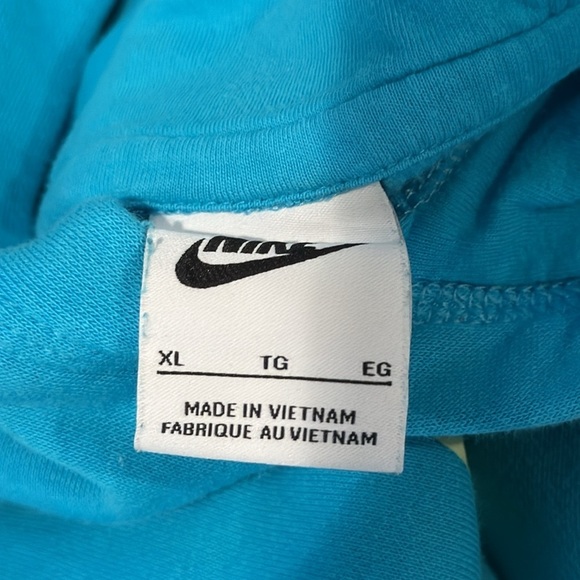 NIKE
XL TG EG
MADE IN VIETNAM
FABRIQUE AU VIETNAM